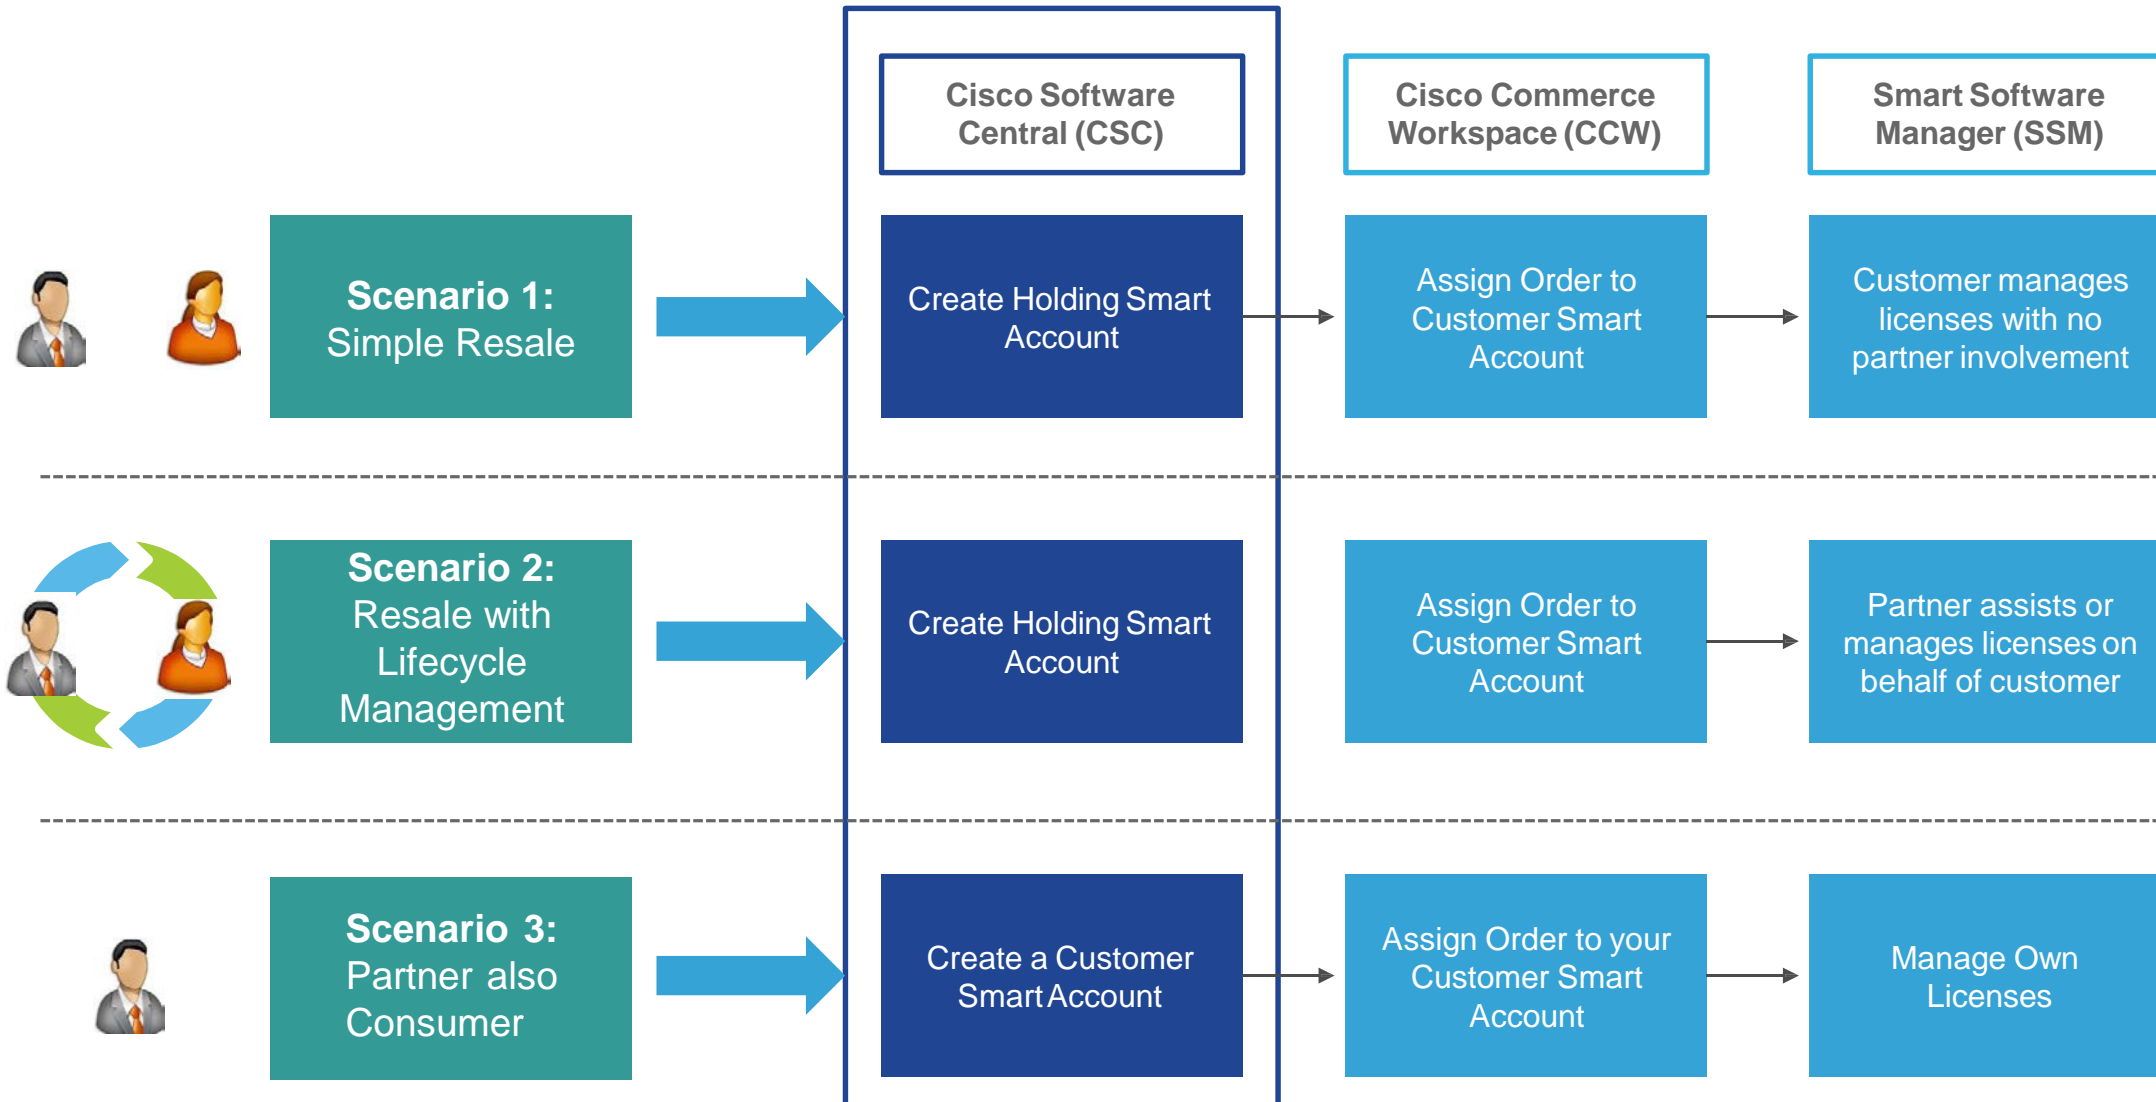 Cisco Software
Central (CSC)
Cisco Commerce
Workspace (CCW)
Smart Software
Manager (SSM)
Scenario 1:
Simple Resale
Create Holding Smart
Account
Assign Order to
Customer Smart
Account
Customer manages
licenses with no
partner involvement
Scenario 2:
Resale with
Lifecycle
Management
Create Holding Smart
Account
Assign Order to
Customer Smart
Account
Partner assists or
manages licenses on
behalf of customer
Scenario 3:
Partner also
Consumer
Create a Customer
Smart Account
Assign Order to your
Customer Smart
Account
Manage Own
Licenses